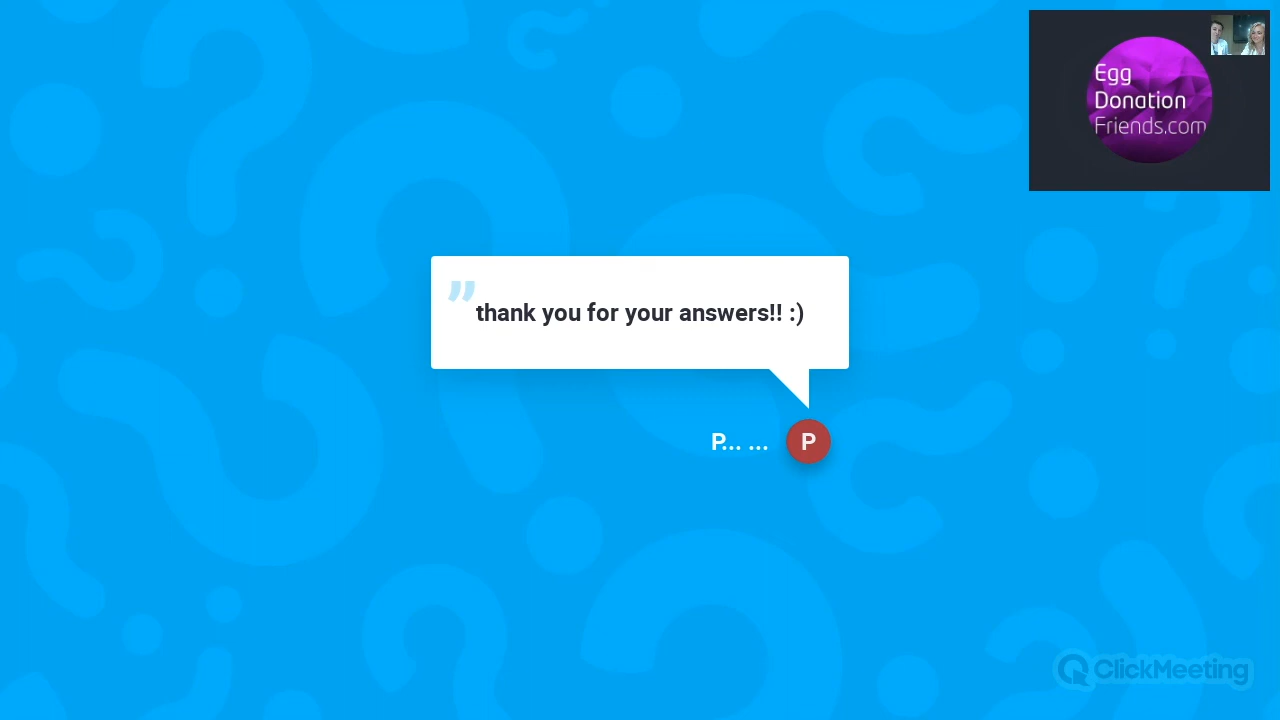 Egg
Donation
Friends.com
thank you for your answers!! :)
P... ...
P
ClickMeeting